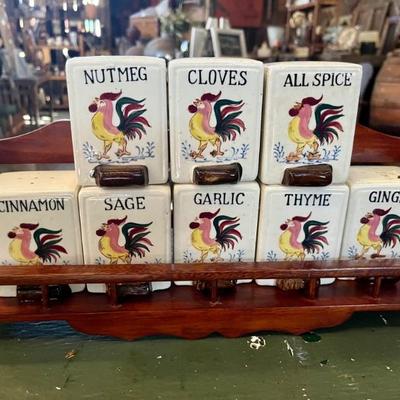 NUTMEG
CLOVES
ALL SPICE
CINNAMON
SAGE
GARLIC
THYME
GING